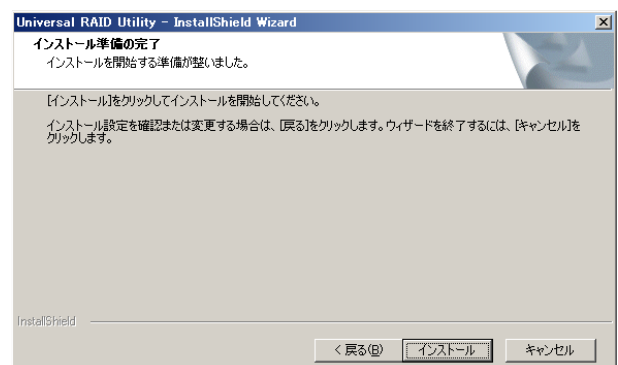 Universal RAID Utility - InstallShield Wizard
インストール準備の完了
インストールを開始する準備が整いました。
[インストール]をクリックしてインストールを開始してください。
インストール設定を確認または変更する場合は、[戻る]をクリックします。ウィザードを終了するには、[キャンセル]を
クリックします。
InstallShield
< 戻る(B)
インストール
キャンセル